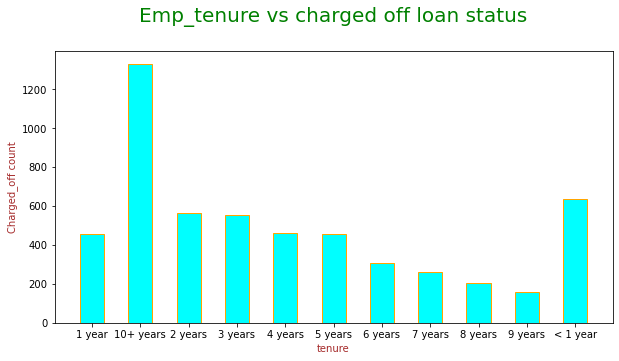 Emp_tenure vs charged off loan status
Charged_off count
1200
1000
800
600
400
200
0
1 year 10+ years 2 years 3 years 4 years 5 years 6 years 7 years 8 years 9 years < 1 year
tenure